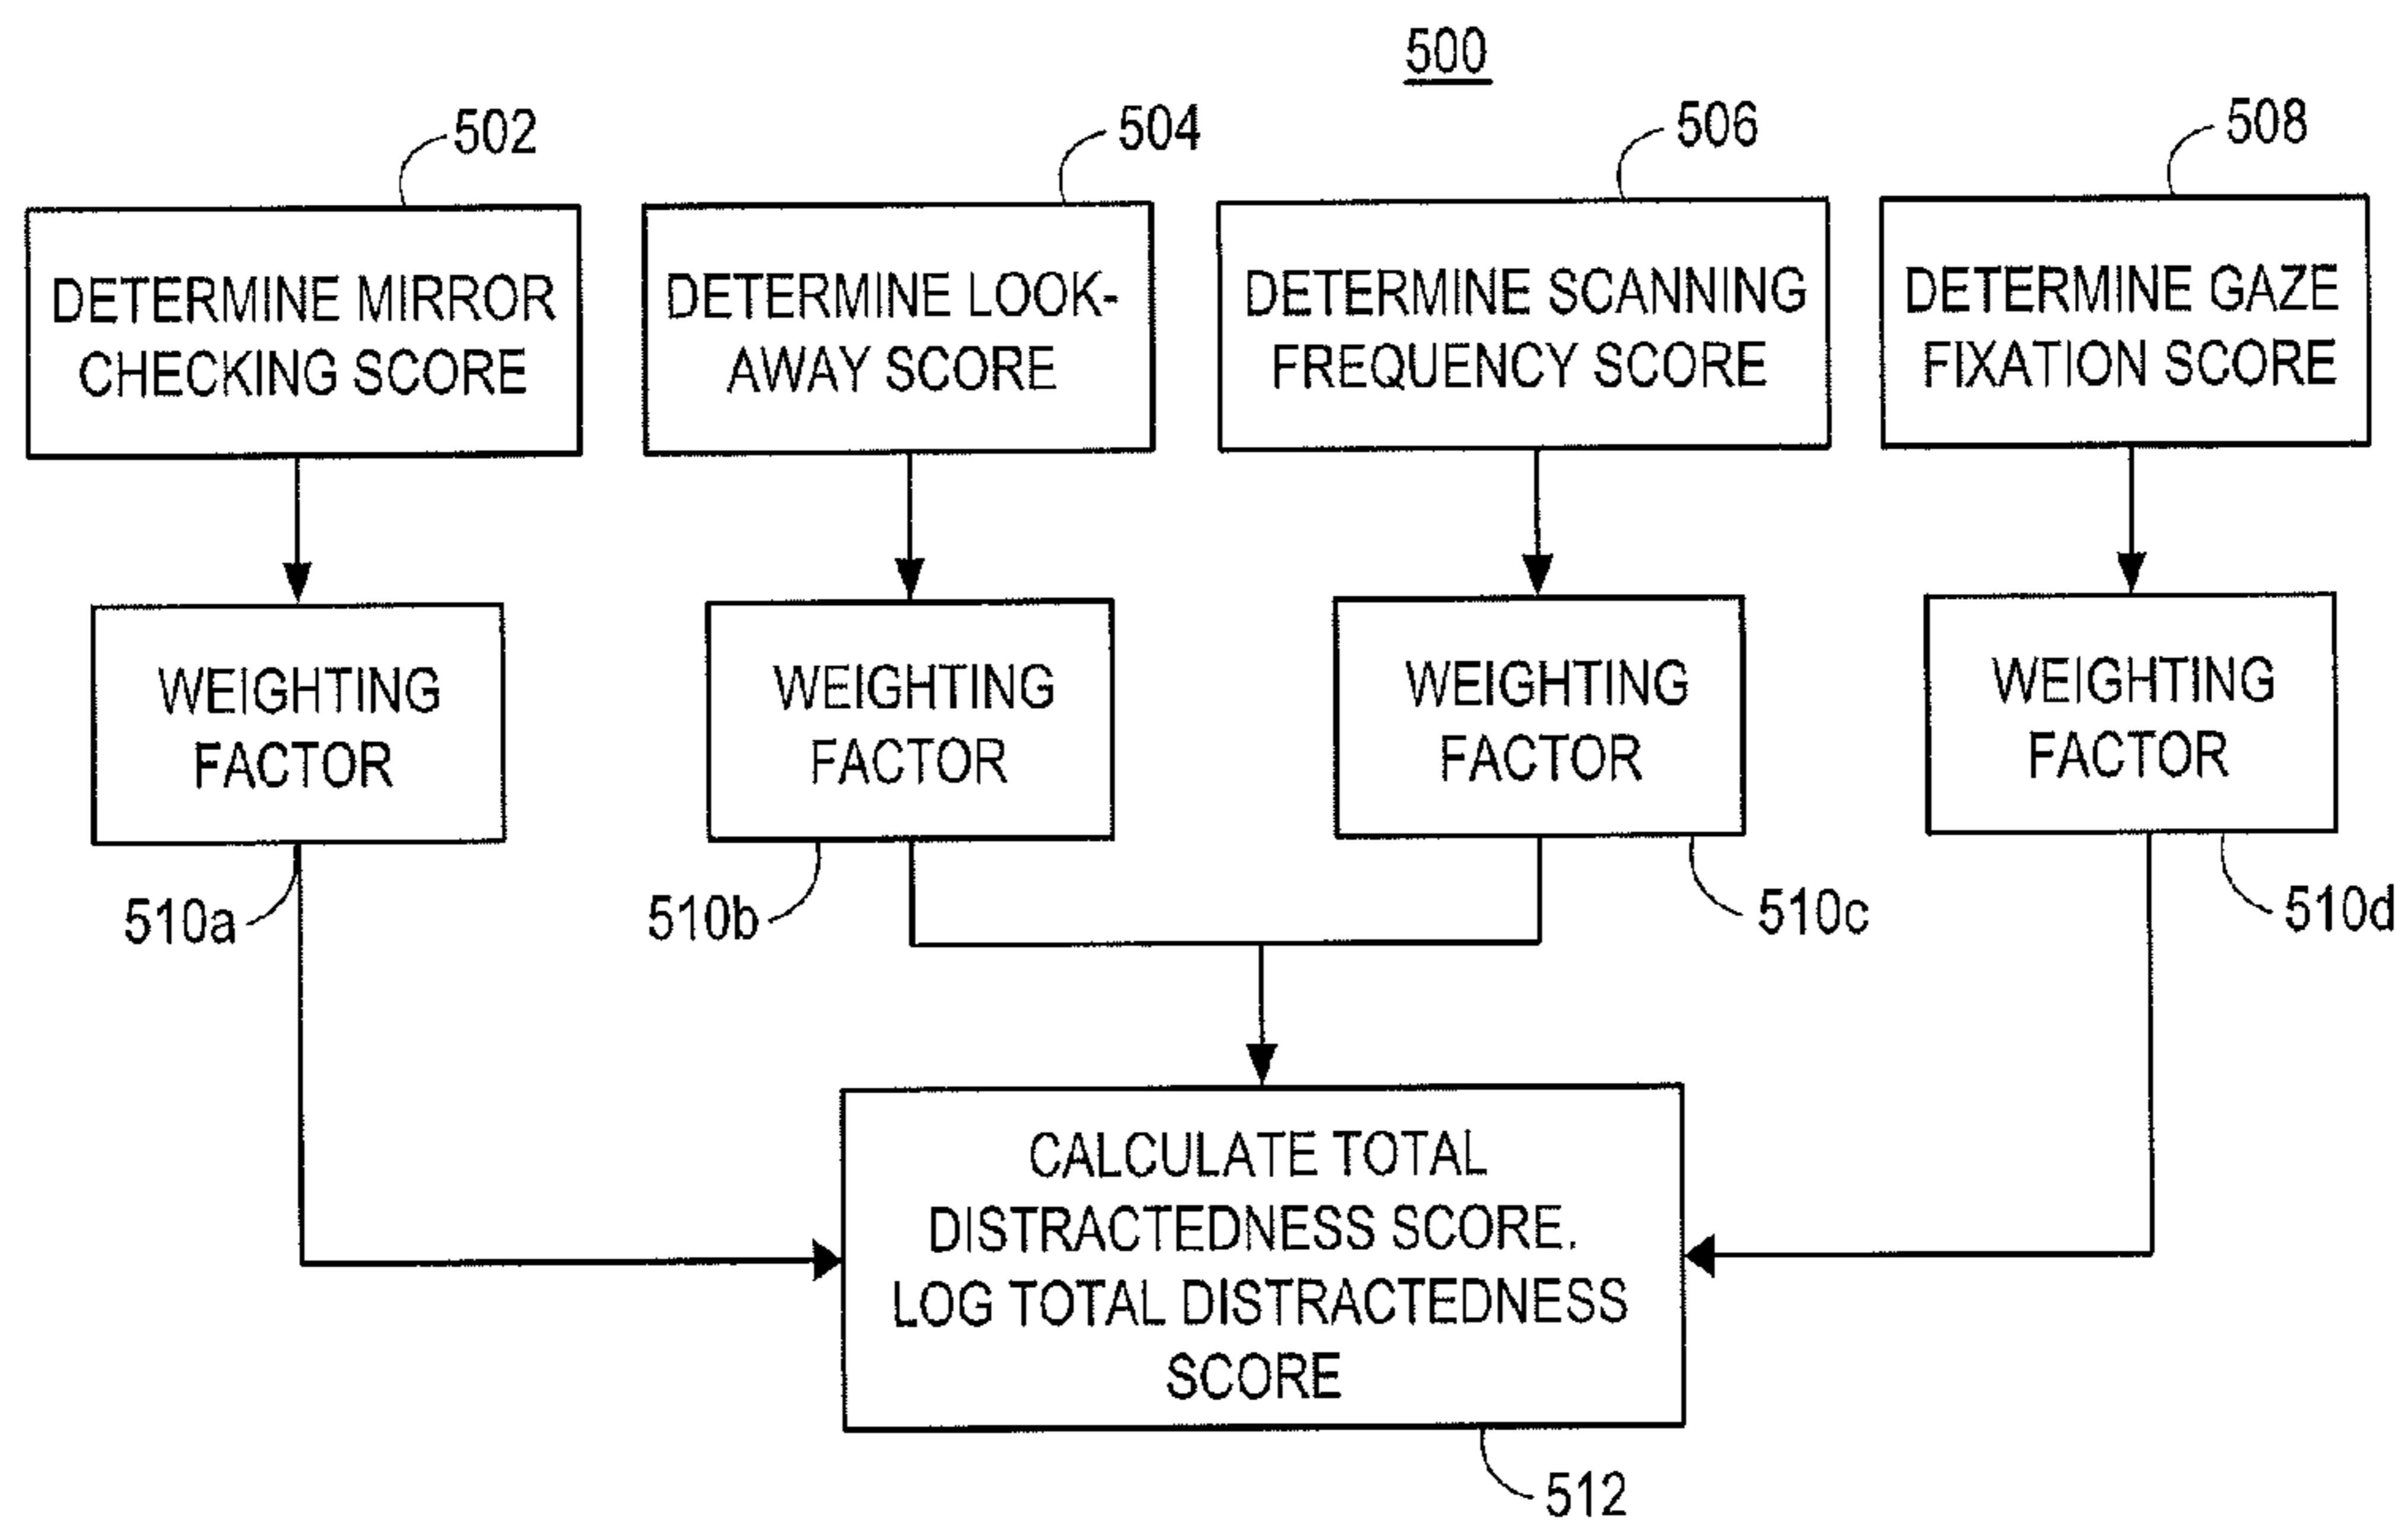 500
502
504
506
508
DETERMINE MIRROR
CHECKING SCORE
DETERMINE LOOK-
AWAY SCORE
DETERMINE SCANNING
FREQUENCY SCORE
DETERMINE GAZE
FIXATION SCORE
WEIGHTING
FACTOR
WEIGHTING
FACTOR
WEIGHTING
FACTOR
WEIGHTING
FACTOR
510a
510b
510c
510d
CALCULATE TOTAL
DISTRACTEDNESS SCORE.
LOG TOTAL DISTRACTEDNESS
SCORE
512